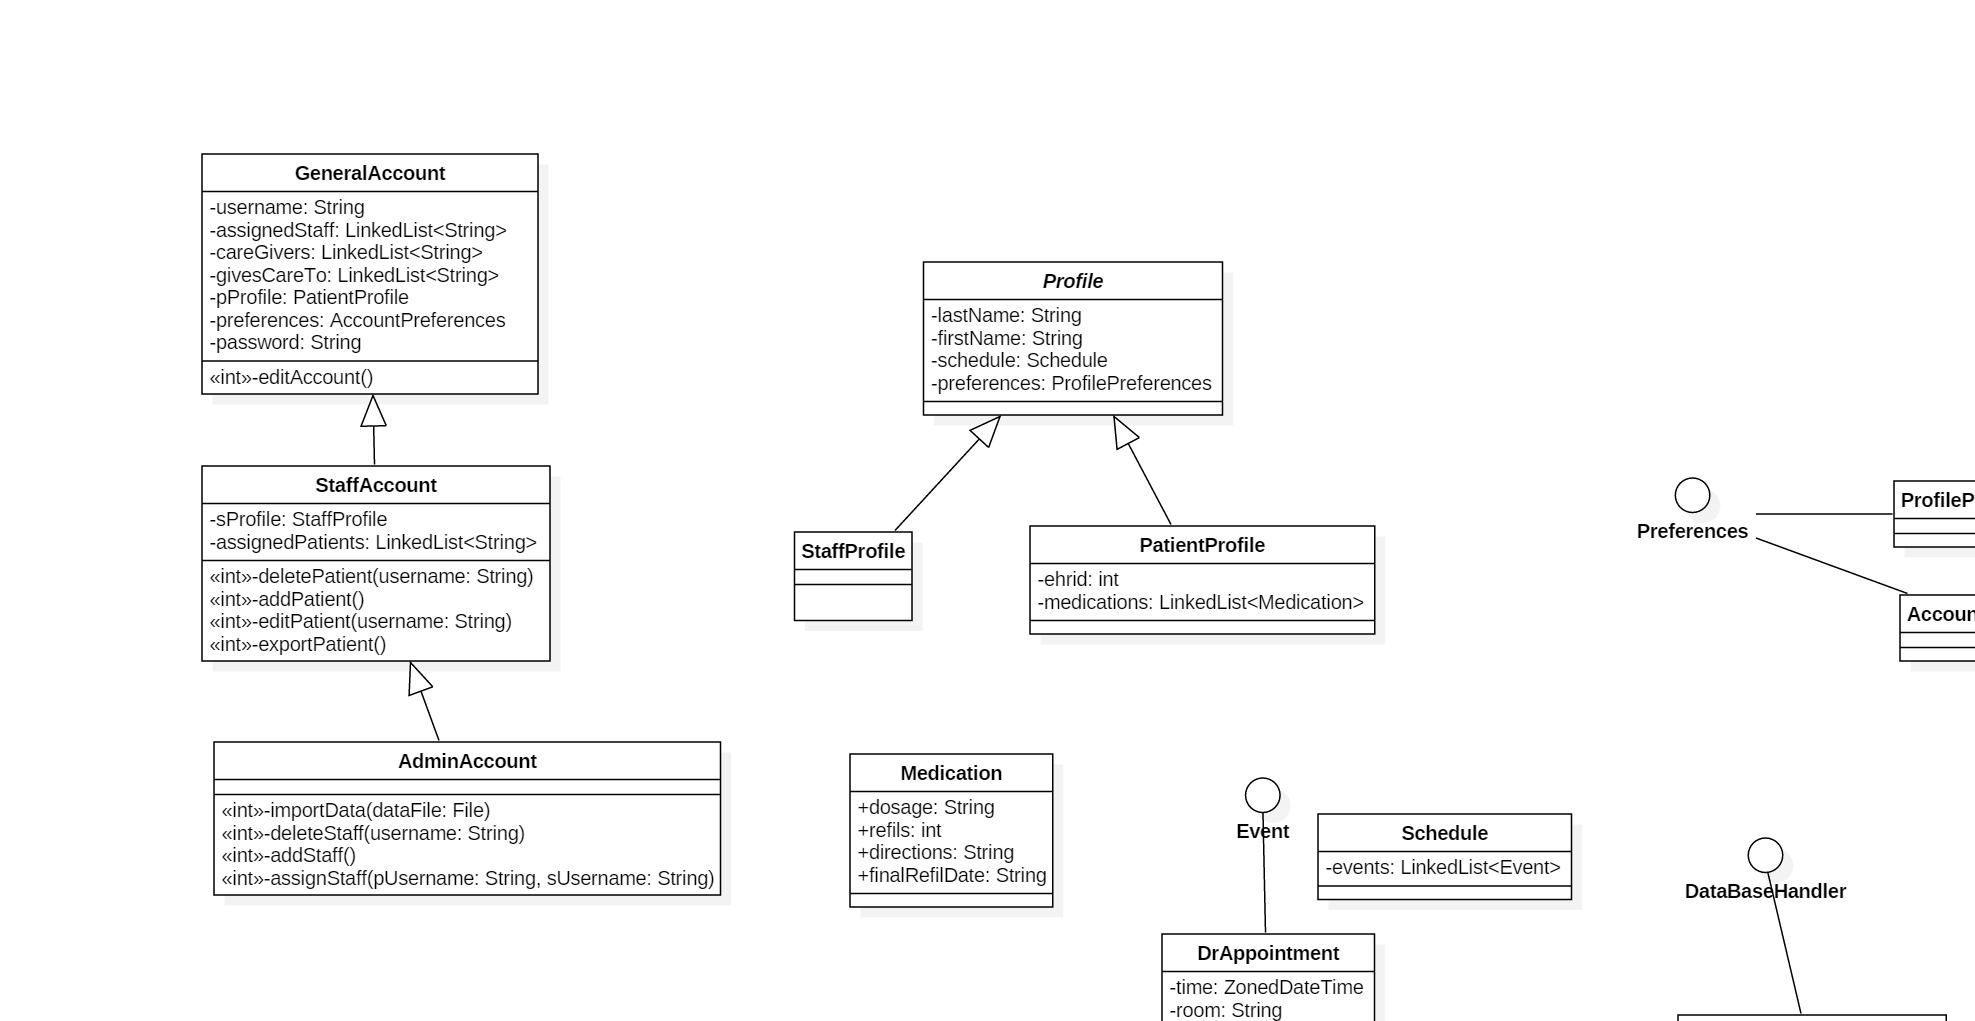 GeneralAccount
-username: String
-assignedStaff: LinkedList<String>
-careGivers: LinkedList<String>
-givesCareTo: LinkedList<String>
-pProfile: PatientProfile
-preferences: AccountPreferences
-password: String
«int»-editAccount()
StaffAccount
-sProfile: StaffProfile
-assignedPatients: LinkedList<String>
«int»-deletePatient(username: String)
«int»-addPatient()
«int»-editPatient(username: String)
«int»-exportPatient()
AdminAccount
«int»-importData(dataFile: File)
«int»-deleteStaff(username: String)
«int»-addStaff()
«int»-assignStaff(pUsername: String, sUsername: String)
Profile
-lastName: String
-firstName: String
-schedule: Schedule
-preferences: ProfilePreferences
StaffProfile
PatientProfile
-ehrid: int
-medications: LinkedList<Medication>
Preferences
ProfileP
Accoun
Medication
+dosage: String
+refils: int
+directions: String
+finalRefilDate: String
Event
Schedule
-events: LinkedList<Event>
DrAppointment
-time: ZonedDateTime
-room: String
DataBaseHandler